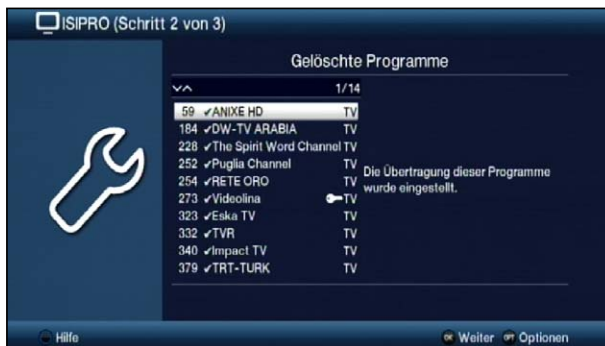 ISIPRO (Schritt 2 von 3)
Gelöschte Programme
1/14
59 ✓ANIXE HD TV
184 ✓DW-TV ARABIA TV
228 ✓The Spirit Word Channel TV
252 ✓Puglia Channel TV
254 ✓RETE ORO TV
273 ✓Videolina TV
323 ✓Eska TV TV
332 ✓TVR TV
340 ✓Impact TV TV
379 ✓TRT-TURK TV
Die Übertragung dieser Programme
wurde eingestellt.
Hilfe
OK Weiter OPT Optionen